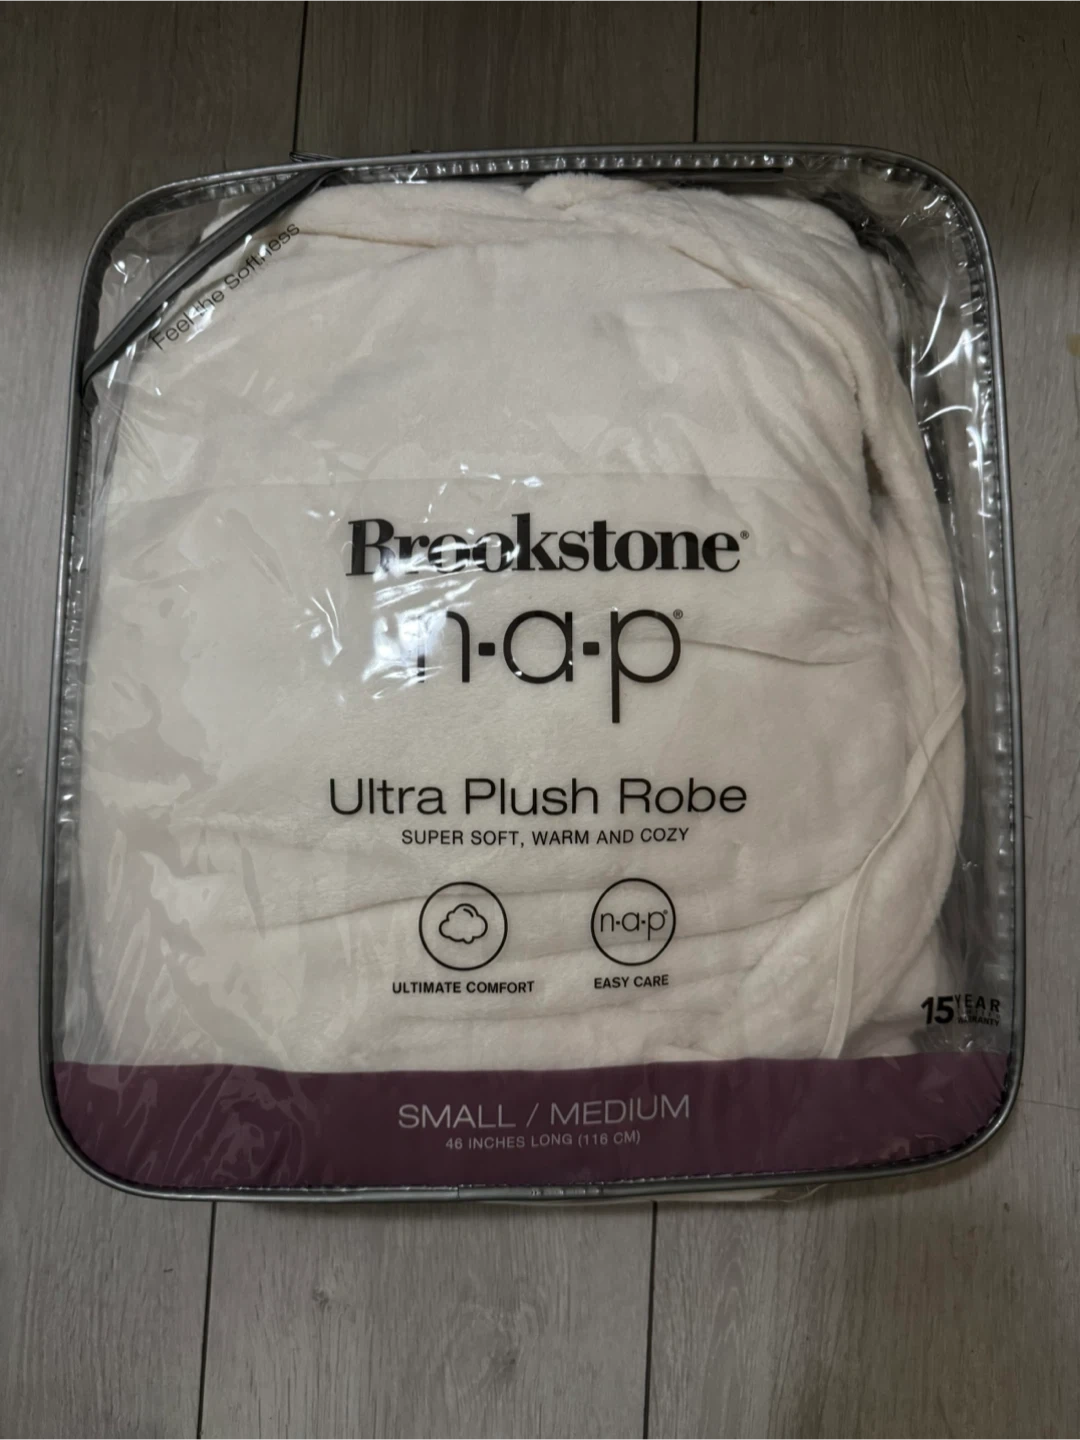 Feel the Softness
Brookstone®
n·a·p®
Ultra Plush Robe
SUPER SOFT, WARM AND COZY
n·a·p®
ULTIMATE COMFORT
EASY CARE
15 YEAR
WARRANTY
SMALL / MEDIUM
46 INCHES LONG (116 CM)